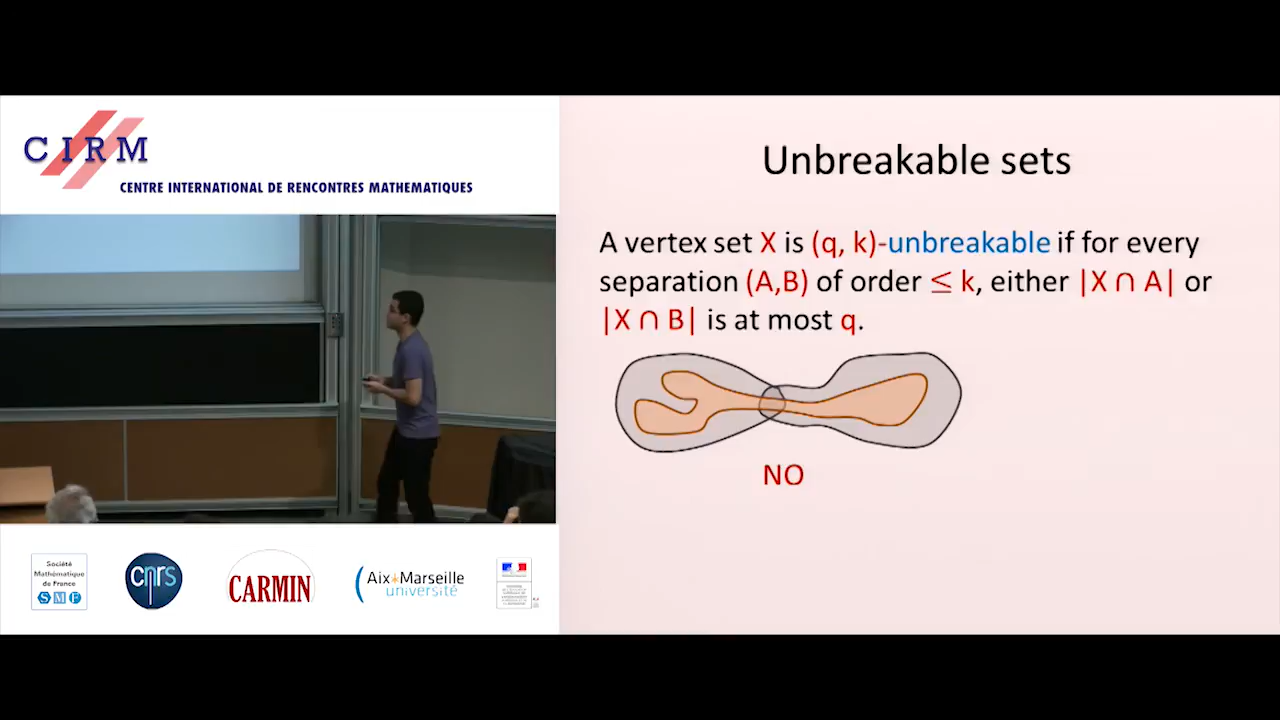 CIRM
CENTRE INTERNATIONAL DE RENCONTRES MATHEMATIQUES
Unbreakable sets
A vertex set X is (q, k)-unbreakable if for every
separation (A,B) of order ≤ k, either |X ∩ A| or
|X ∩ B| is at most q.
NO
Société
Mathématique
de France
SMF
cnrs
CARMIN
Aix*Marseille
université